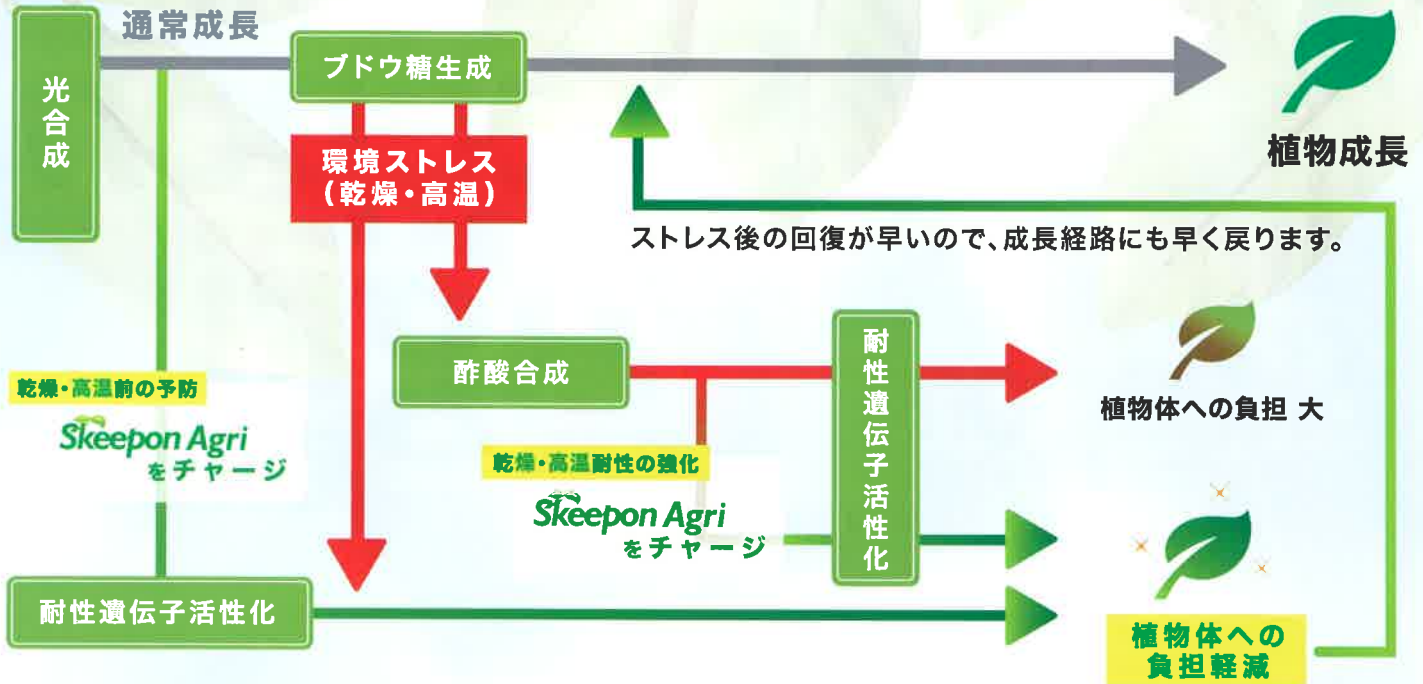 通常成長
光合成
ブドウ糖生成
植物成長
環境ストレス
(乾燥・高温)
ストレス後の回復が早いので、成長経路にも早く戻ります。
酢酸合成
耐性遺伝子活性化
植物体への負担 大
乾燥・高温前の予防
Skeepon Agri
をチャージ
乾燥・高温耐性の強化
Skeepon Agri
をチャージ
耐性遺伝子活性化
植物体への
負担軽減